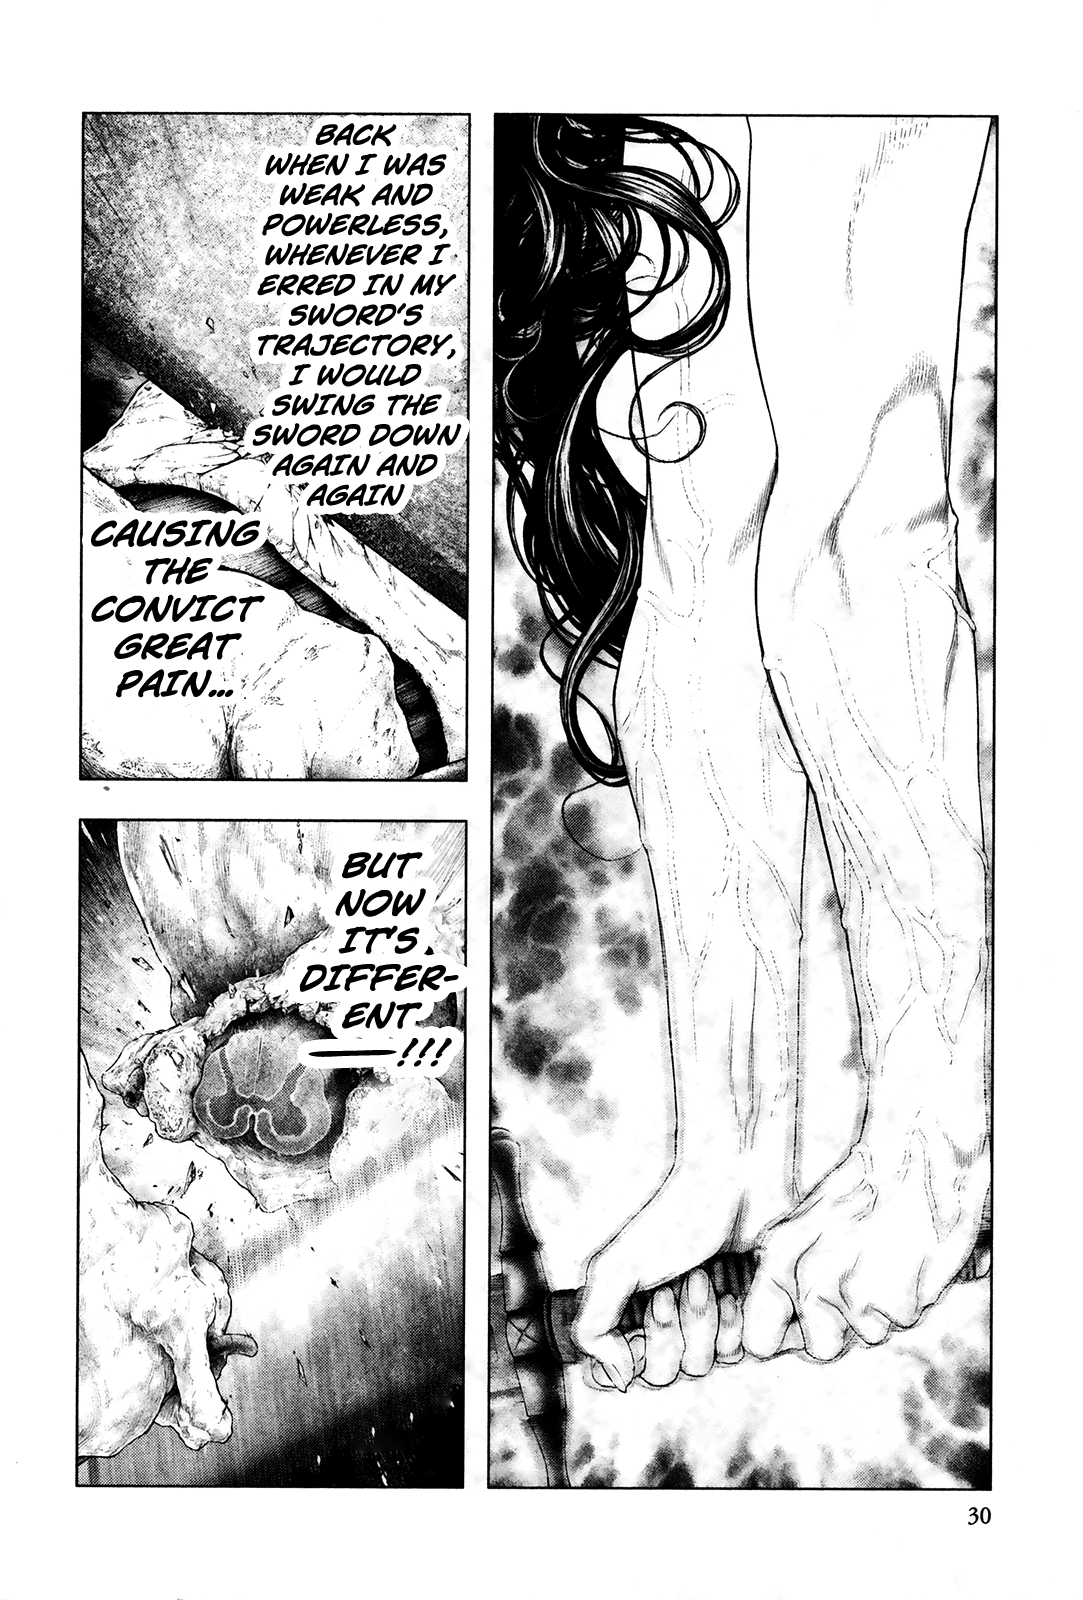 BACK
WHEN I WAS
WEAK AND
POWERLESS,
WHENEVER I
ERRED IN MY
SWORD'S
TRAJECTORY,
I WOULD
SWING THE
SWORD DOWN
AGAIN AND
AGAIN
CAUSING
THE
CONVICT
GREAT
PAIN...
BUT
NOW
IT'S
DIFFER-
ENT
——!!!
30